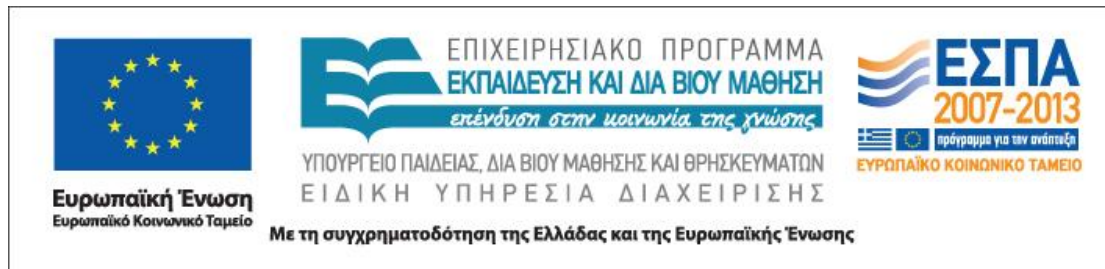 Ευρωπαϊκή Ένωση
Ευρωπαϊκό Κοινωνικό Ταμείο
ΕΠΙΧΕΙΡΗΣΙΑΚΟ ΠΡΟΓΡΑΜΜΑ
ΕΚΠΑΙΔΕΥΣΗ ΚΑΙ ΔΙΑ ΒΙΟΥ ΜΑΘΗΣΗ
επένδυση στην κοινωνία της γνώσης
ΥΠΟΥΡΓΕΙΟ ΠΑΙΔΕΙΑΣ, ΔΙΑ ΒΙΟΥ ΜΑΘΗΣΗΣ ΚΑΙ ΘΡΗΣΚΕΥΜΑΤΩΝ
ΕΙΔΙΚΗ ΥΠΗΡΕΣΙΑ ΔΙΑΧΕΙΡΙΣΗΣ
Με τη συγχρηματοδότηση της Ελλάδας και της Ευρωπαϊκής Ένωσης
ΕΣΠΑ
2007-2013
πρόγραμμα για την ανάπτυξη
ΕΥΡΩΠΑΪΚΟ ΚΟΙΝΩΝΙΚΟ ΤΑΜΕΙΟ